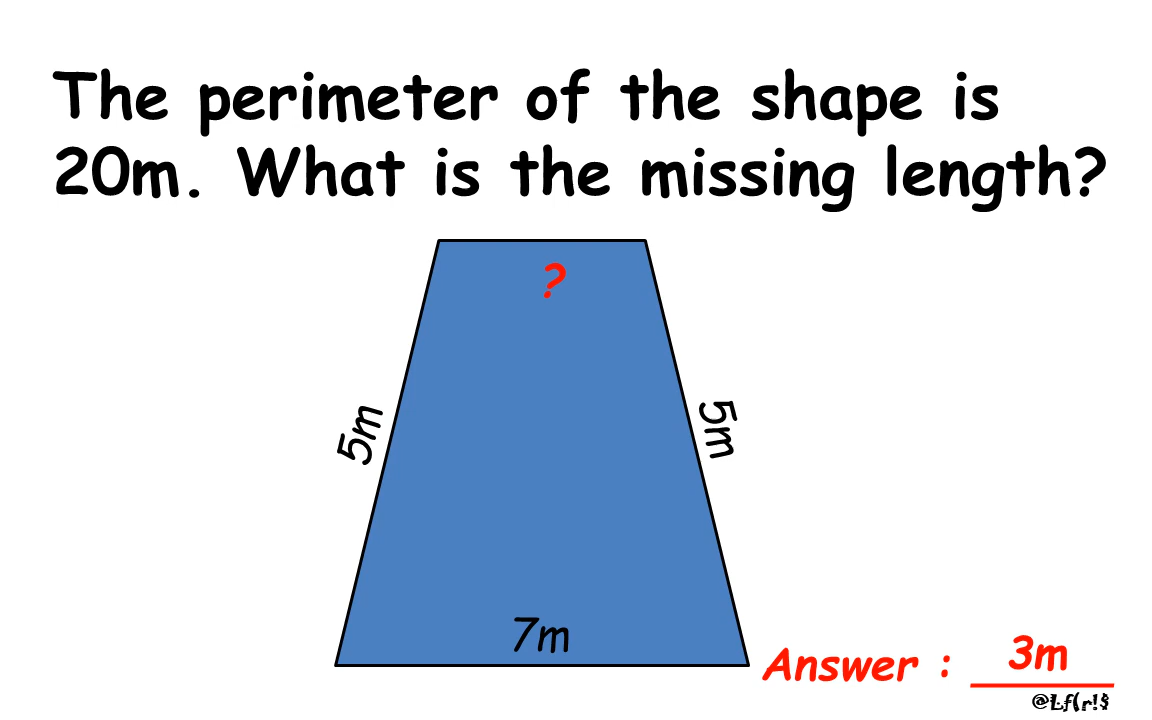 The perimeter of the shape is
20m. What is the missing length?
?
5m
5m
7m
Answer : 3m